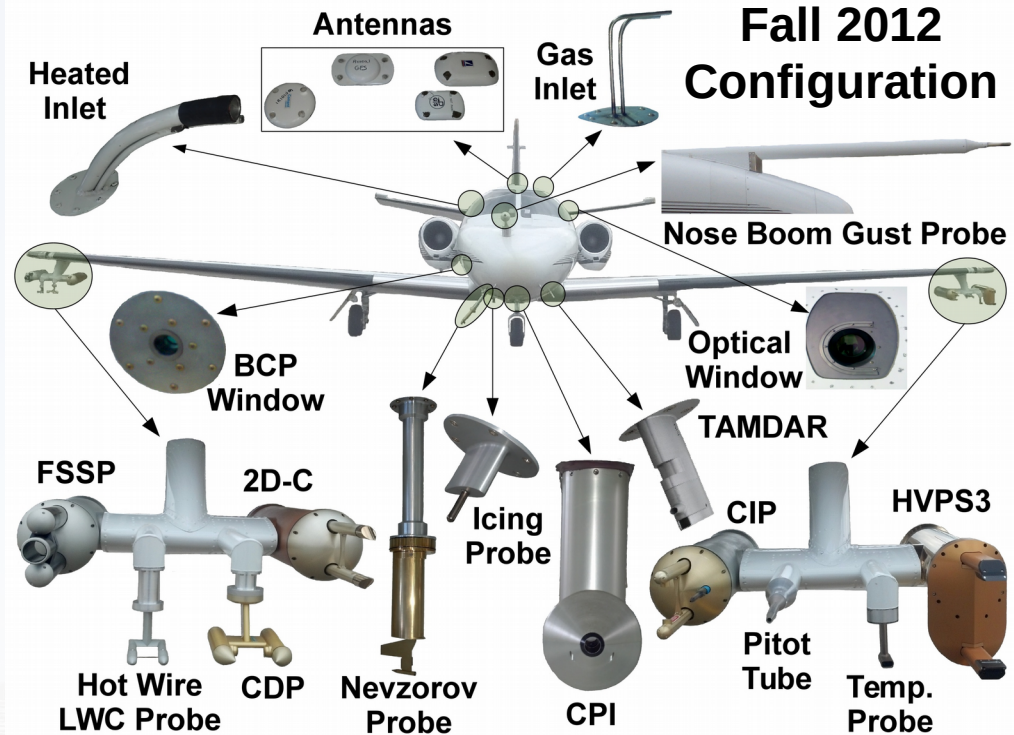 Fall 2012
Configuration
Antennas
Gas
Inlet
Heated
Inlet
Nose Boom Gust Probe
BCP
Window
Optical
Window
TAMDAR
FSSP
2D-C
Icing
Probe
CIP
HVPS3
Hot Wire
LWC Probe
CDP
Nevzorov
Probe
CPI
Pitot
Tube
Temp.
Probe